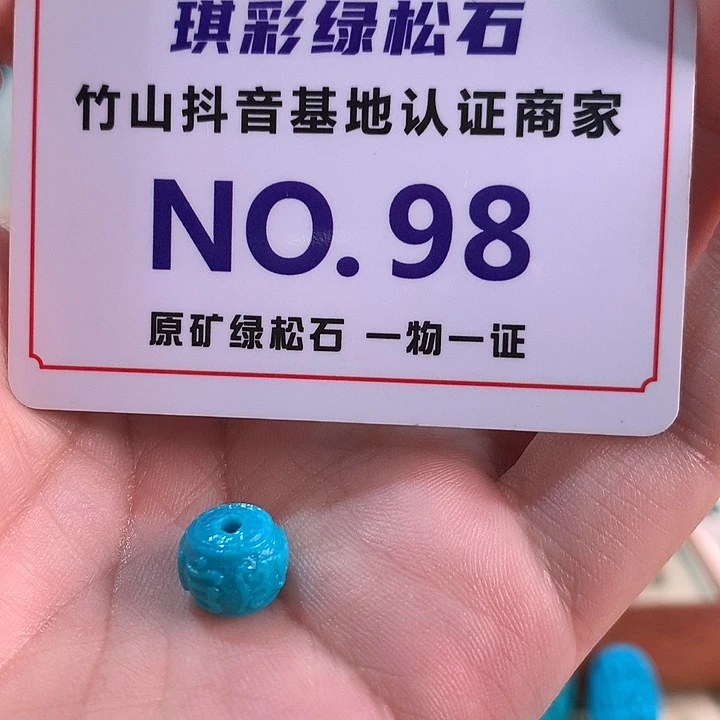 琪彩绿松石
竹山抖音基地认证商家
NO. 98
原矿绿松石 一物一证